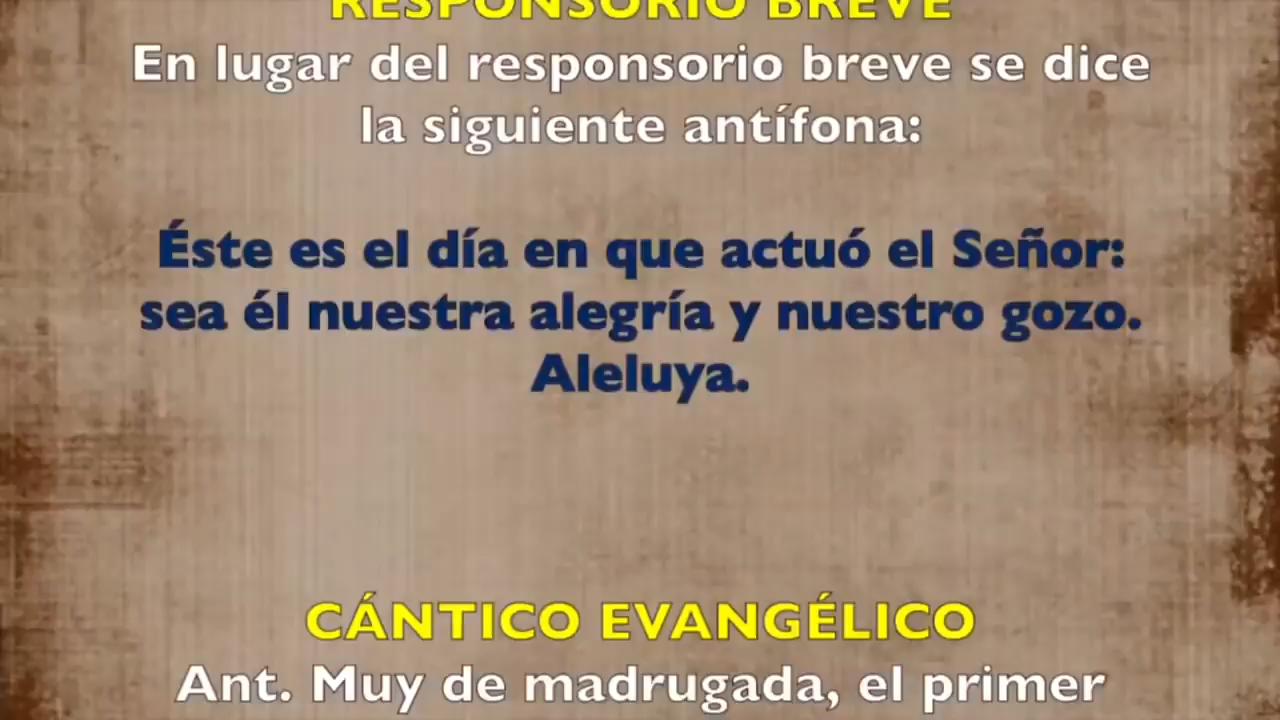 RESPONSORIO BREVE
En lugar del responsorio breve se dice
la siguiente antífona:
Éste es el día en que actuó el Señor:
sea él nuestra alegría y nuestro gozo.
Aleluya.
CÁNTICO EVANGÉLICO
Ant. Muy de madrugada, el primer